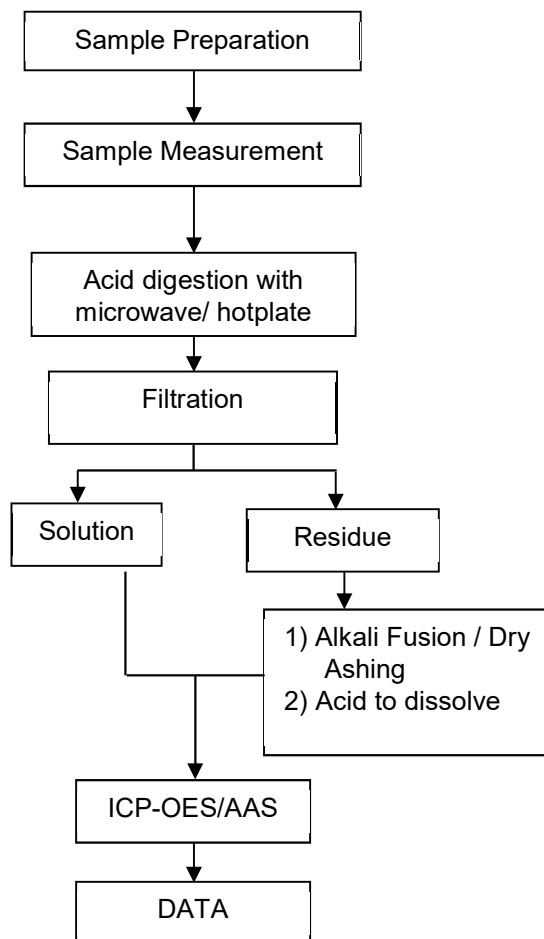 Sample Preparation
Sample Measurement
Acid digestion with
microwave/ hotplate
Filtration
Solution
Residue
1) Alkali Fusion / Dry
Ashing
2) Acid to dissolve
ICP-OES/AAS
DATA